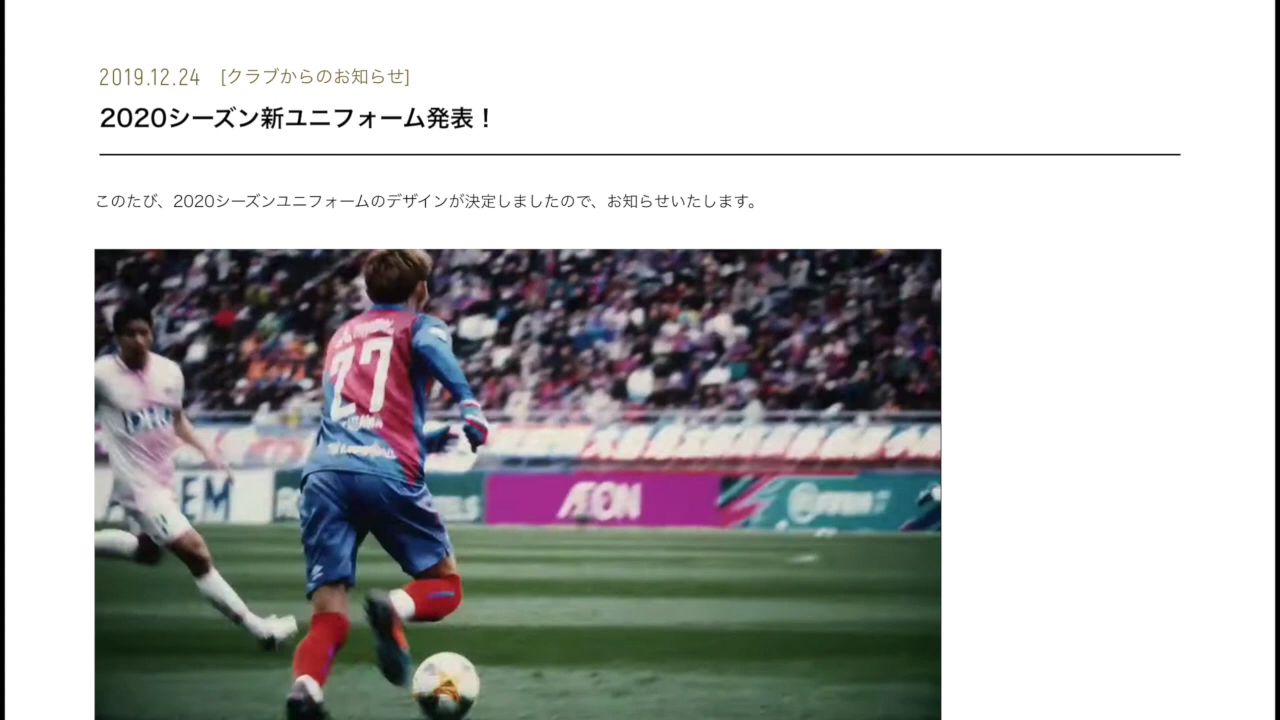 2019.12.24 [クラブからのお知らせ]
2020シーズン新ユニフォーム発表！
このたび、2020シーズンユニフォームのデザインが決定しましたので、お知らせいたします。
27
EM
AEON